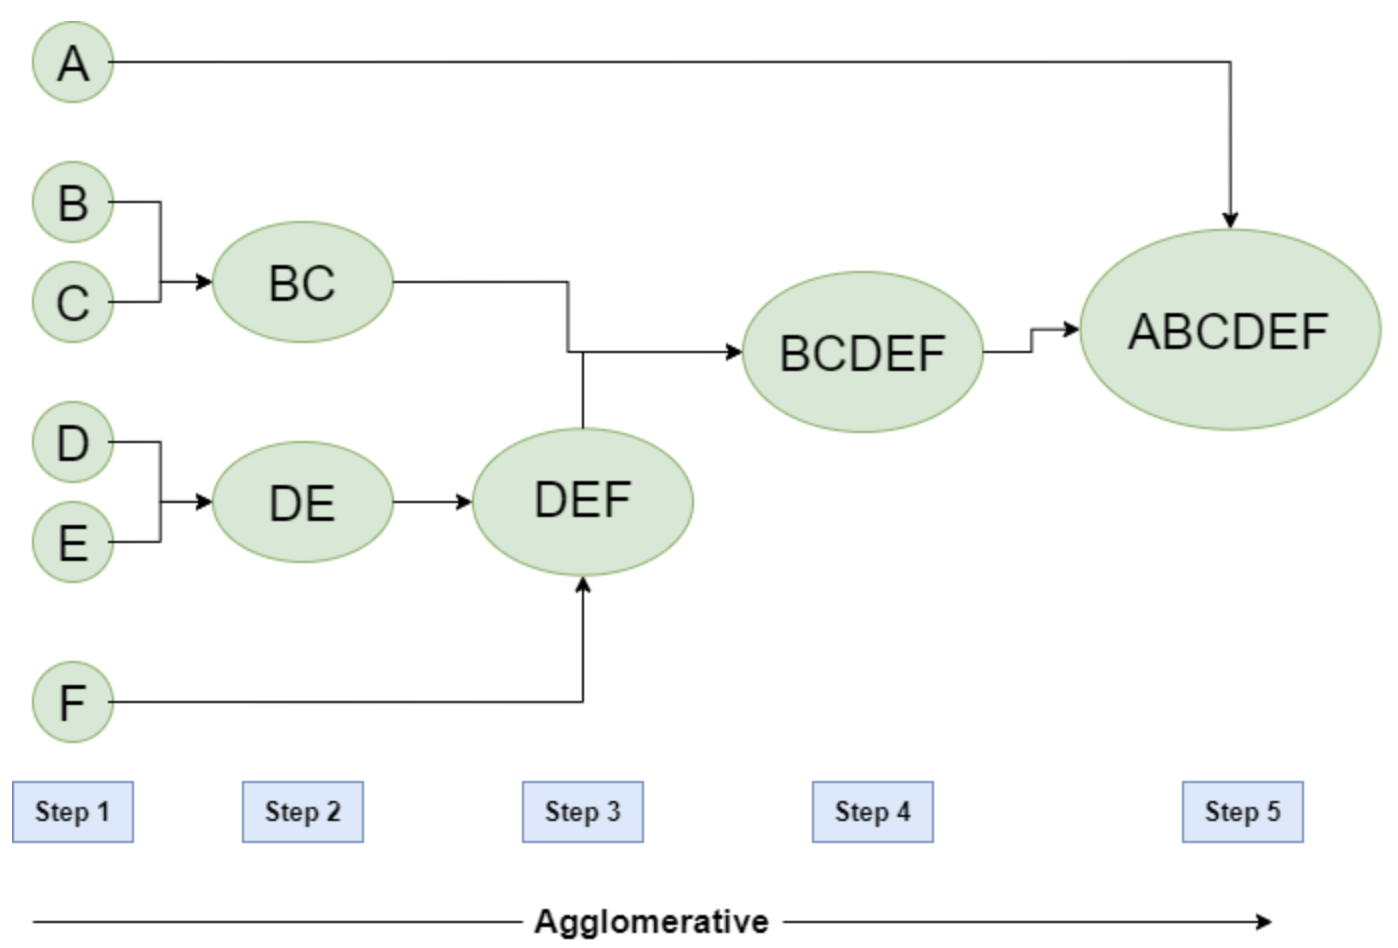 A
B
C
BC
D
E
DE
DEF
F
BCDEF
ABCDEF
Step 1
Step 2
Step 3
Step 4
Step 5
Agglomerative